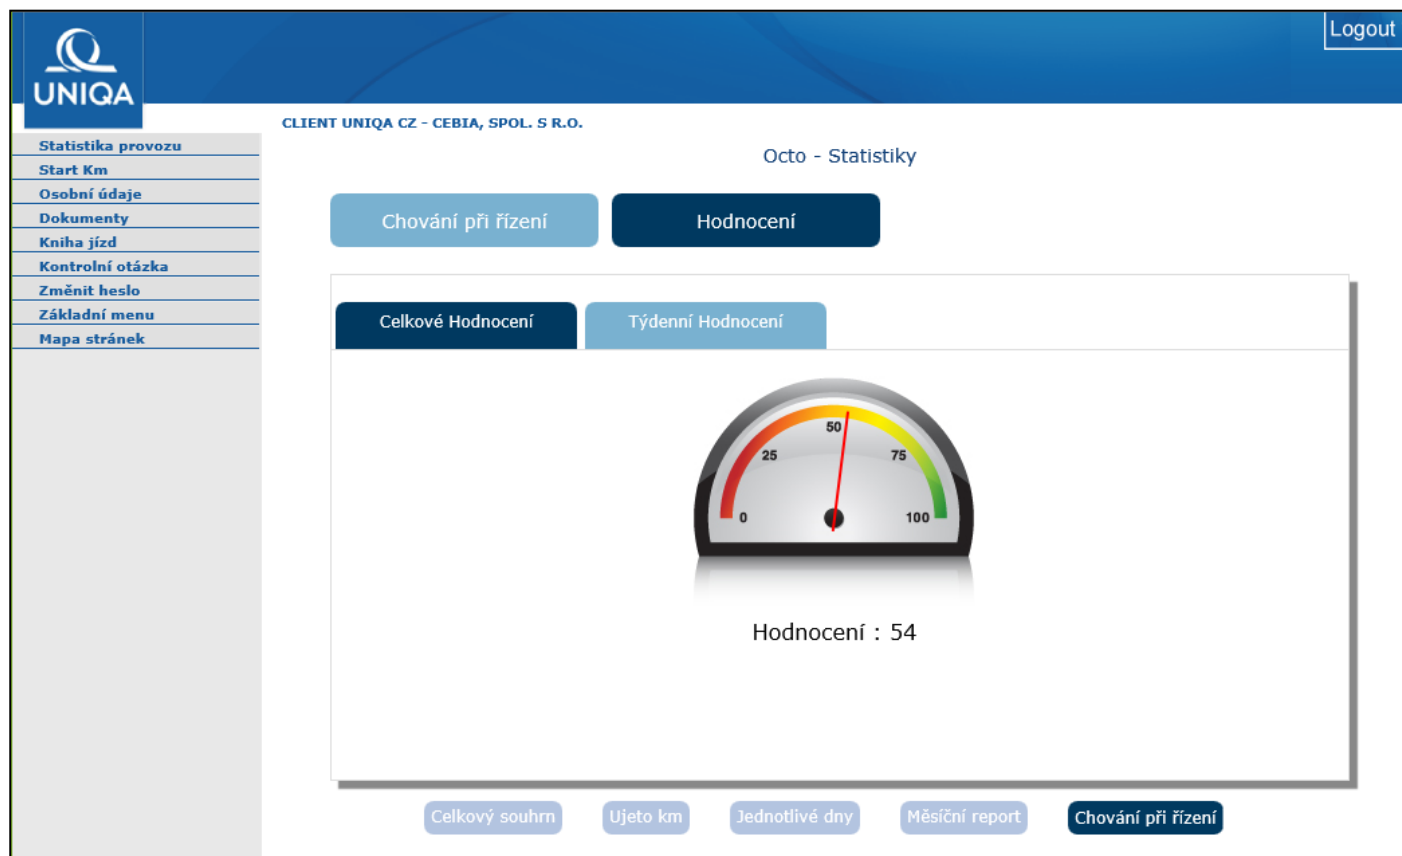 Logout
UNIQA
CLIENT UNIQA CZ - CEBIA, SPOL. S R.O.
Statistika provozu
Start Km
Osobní údaje
Dokumenty
Kniha jízd
Kontrolní otázka
Změnit heslo
Základní menu
Mapa stránek
Octo - Statistiky
Chování při řízení
Hodnocení
Celkové Hodnocení
Týdenní Hodnocení
0
25
50
75
100
Hodnocení : 54
Celkový souhrn
Ujeto km
Jednotlivé dny
Měsíční report
Chování při řízení